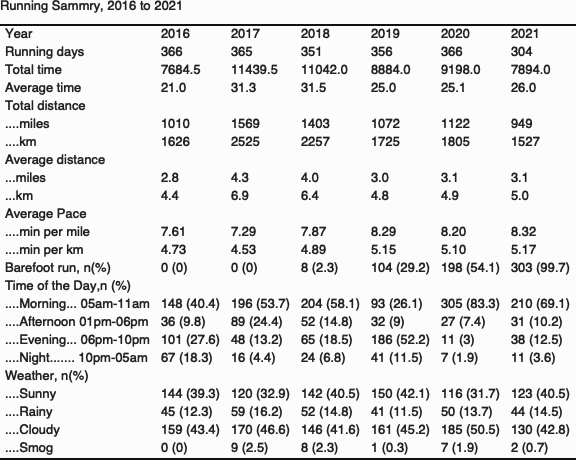 Running Sammry, 2016 to 2021
Year 2016 2017 2018 2019 2020 2021
Running days 366 365 351 356 366 304
Total time 7684.5 11439.5 11042.0 8884.0 9198.0 7894.0
Average time 21.0 31.3 31.5 25.0 25.1 26.0
Total distance
....miles 1010 1569 1403 1072 1122 949
....km 1626 2525 2257 1725 1805 1527
Average distance
...miles 2.8 4.3 4.0 3.0 3.1 3.1
...km 4.4 6.9 6.4 4.8 4.9 5.0
Average Pace
....min per mile 7.61 7.29 7.87 8.29 8.20 8.32
....min per km 4.73 4.53 4.89 5.15 5.10 5.17
Barefoot run, n(%) 0 (0) 0 (0) 8 (2.3) 104 (29.2) 198 (54.1) 303 (99.7)
Time of the Day,n (%)
....Morning... 05am-11am 148 (40.4) 196 (53.7) 204 (58.1) 93 (26.1) 305 (83.3) 210 (69.1)
....Afternoon 01pm-06pm 36 (9.8) 89 (24.4) 52 (14.8) 32 (9) 27 (7.4) 31 (10.2)
....Evening... 06pm-10pm 101 (27.6) 48 (13.2) 65 (18.5) 186 (52.2) 11 (3) 38 (12.5)
....Night....... 10pm-05am 67 (18.3) 16 (4.4) 24 (6.8) 41 (11.5) 7 (1.9) 11 (3.6)
Weather, n(%)
....Sunny 144 (39.3) 120 (32.9) 142 (40.5) 150 (42.1) 116 (31.7) 123 (40.5)
....Rainy 45 (12.3) 59 (16.2) 52 (14.8) 41 (11.5) 50 (13.7) 44 (14.5)
....Cloudy 159 (43.4) 170 (46.6) 146 (41.6) 161 (45.2) 185 (50.5) 130 (42.8)
....Smog 0 (0) 9 (2.5) 8 (2.3) 1 (0.3) 7 (1.9) 2 (0.7)